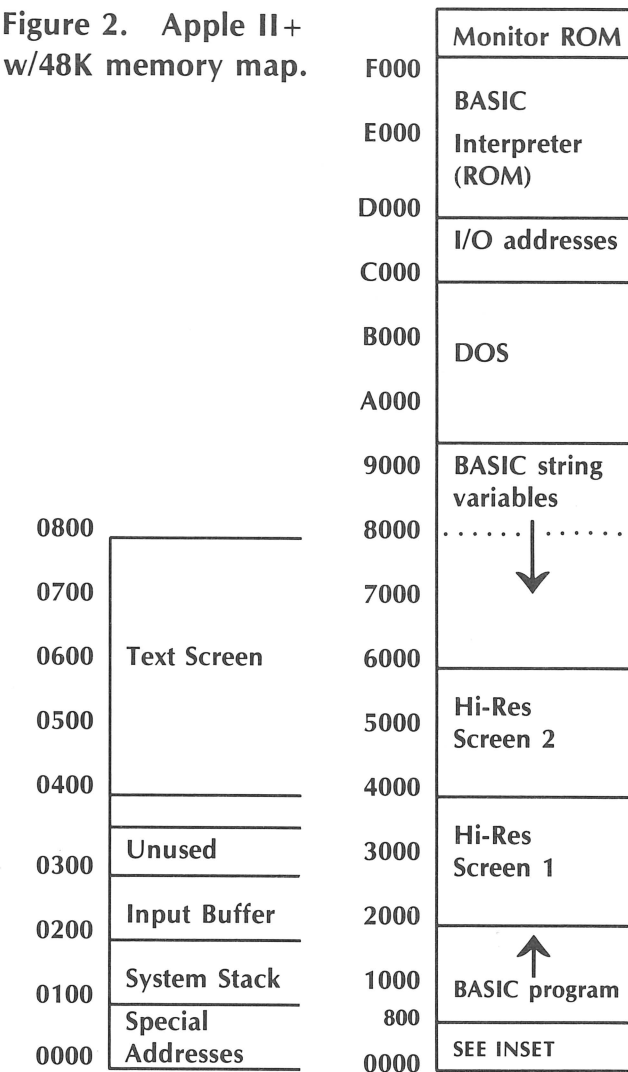 Figure 2. Apple II+
w/48K memory map.
0800
0700
0600
0500
0400
0300
0200
0100
0000
Text Screen
Unused
Input Buffer
System Stack
Special
Addresses
F000
E000
D000
C000
B000
A000
9000
8000
7000
6000
5000
4000
3000
2000
1000
800
0000
Monitor ROM
BASIC
Interpreter
(ROM)
I/O addresses
DOS
BASIC string
variables
Hi-Res
Screen 2
Hi-Res
Screen 1
BASIC program
SEE INSET